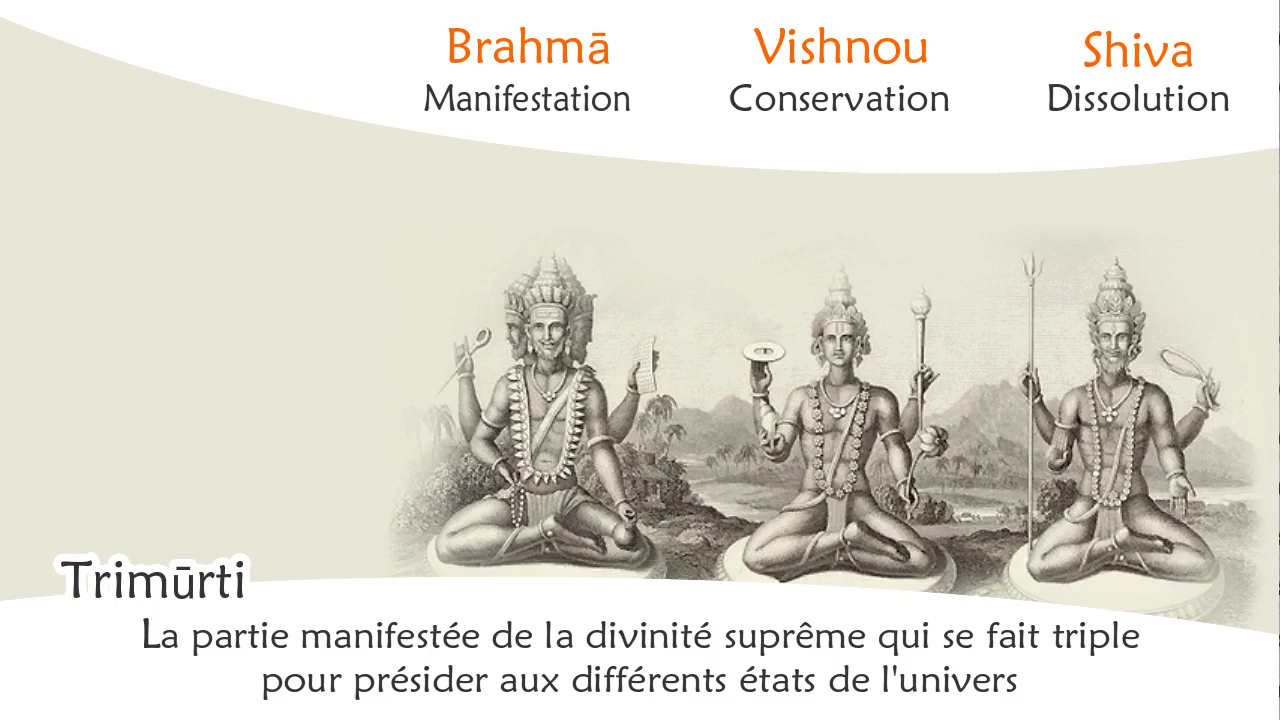 Brahmā
Vishnou
Shiva
Manifestation
Conservation
Dissolution
Trimūrti
La partie manifestée de la divinité suprême qui se fait triple
pour présider aux différents états de l'univers